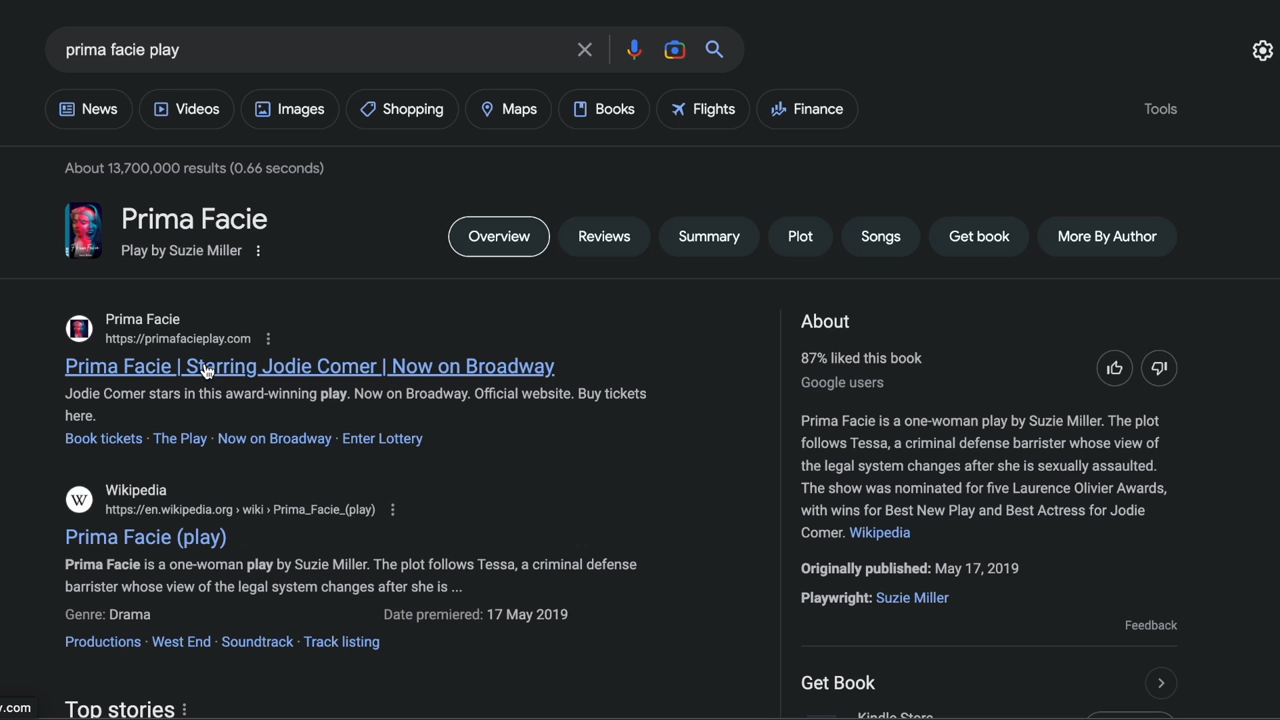 prima facie play
News
Videos
Images
Shopping
Maps
Books
Flights
Finance
Tools
About 13,700,000 results (0.66 seconds)
Prima Facie
Play by Suzie Miller
Overview
Reviews
Summary
Plot
Songs
Get book
More By Author
Prima Facie
https://primafacieplay.com
Prima Facie | Starring Jodie Comer | Now on Broadway
Jodie Comer stars in this award-winning play. Now on Broadway. Official website. Buy tickets
here.
Book tickets · The Play · Now on Broadway · Enter Lottery
W
Wikipedia
https://en.wikipedia.org › wiki › Prima_Facie_(play)
Prima Facie (play)
Prima Facie is a one-woman play by Suzie Miller. The plot follows Tessa, a criminal defense
barrister whose view of the legal system changes after she is ...
Genre: Drama
Date premiered: 17 May 2019
Productions · West End · Soundtrack · Track listing
Top stories
y.com
About
87% liked this book
Google users
Prima Facie is a one-woman play by Suzie Miller. The plot
follows Tessa, a criminal defense barrister whose view of
the legal system changes after she is sexually assaulted.
The show was nominated for five Laurence Olivier Awards,
with wins for Best New Play and Best Actress for Jodie
Comer. Wikipedia
Originally published: May 17, 2019
Playwright: Suzie Miller
Feedback
Get Book
Kindle Store